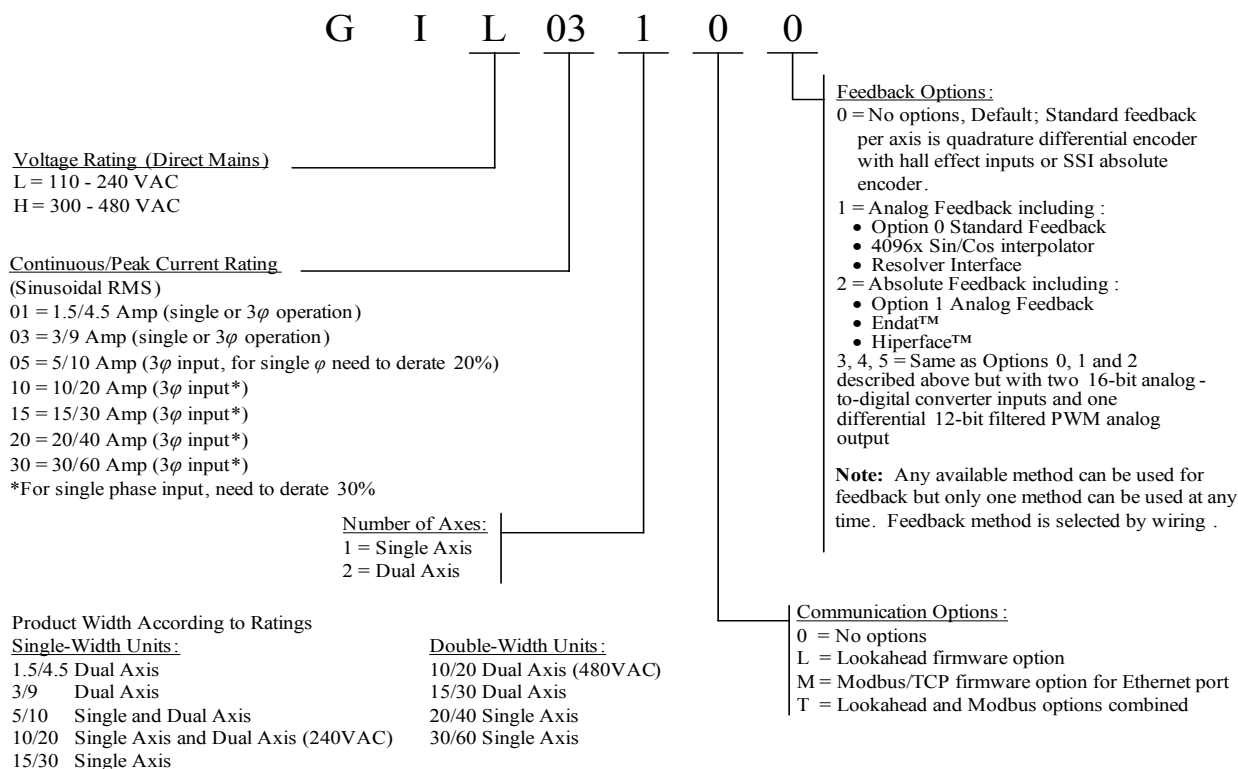 G I L 03 1 0 0
Voltage Rating (Direct Mains)
L = 110 - 240 VAC
H = 300 - 480 VAC
Continuous/Peak Current Rating
(Sinusoidal RMS)
01 = 1.5/4.5 Amp (single or 3φ operation)
03 = 3/9 Amp (single or 3φ operation)
05 = 5/10 Amp (3φ input, for single φ need to derate 20%)
10 = 10/20 Amp (3φ input*)
15 = 15/30 Amp (3φ input*)
20 = 20/40 Amp (3φ input*)
30 = 30/60 Amp (3φ input*)
*For single phase input, need to derate 30%
Number of Axes:
1 = Single Axis
2 = Dual Axis
Product Width According to Ratings
Single-Width Units:
1.5/4.5 Dual Axis
3/9 Dual Axis
5/10 Single and Dual Axis
10/20 Single Axis and Dual Axis (240VAC)
15/30 Single Axis
Double-Width Units:
10/20 Dual Axis (480VAC)
15/30 Dual Axis
20/40 Single Axis
30/60 Single Axis
Feedback Options:
0 = No options, Default; Standard feedback
per axis is quadrature differential encoder
with hall effect inputs or SSI absolute
encoder.
1 = Analog Feedback including :
• Option 0 Standard Feedback
• 4096x Sin/Cos interpolator
• Resolver Interface
2 = Absolute Feedback including :
• Option 1 Analog Feedback
• Endat™
• Hiperface™
3, 4, 5 = Same as Options 0, 1 and 2
described above but with two 16-bit analog-
to-digital converter inputs and one
differential 12-bit filtered PWM analog
output
Note: Any available method can be used for
feedback but only one method can be used at any
time. Feedback method is selected by wiring .
Communication Options :
0 = No options
L = Lookahead firmware option
M = Modbus/TCP firmware option for Ethernet port
T = Lookahead and Modbus options combined